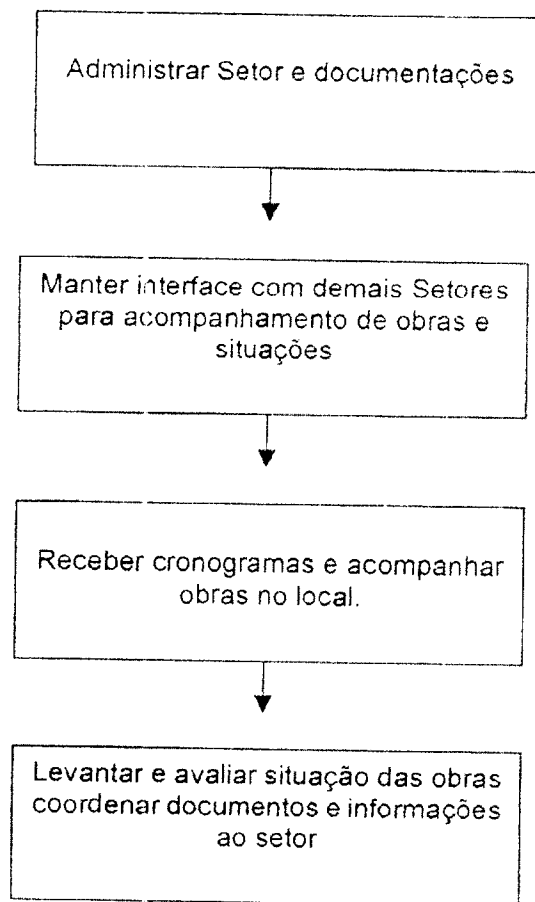 Administrar Setor e documentações
Manter interface com demais Setores
para acompanhamento de obras e
situações
Receber cronogramas e acompanhar
obras no local.
Levantar e avaliar situação das obras
coordenar documentos e informações
ao setor